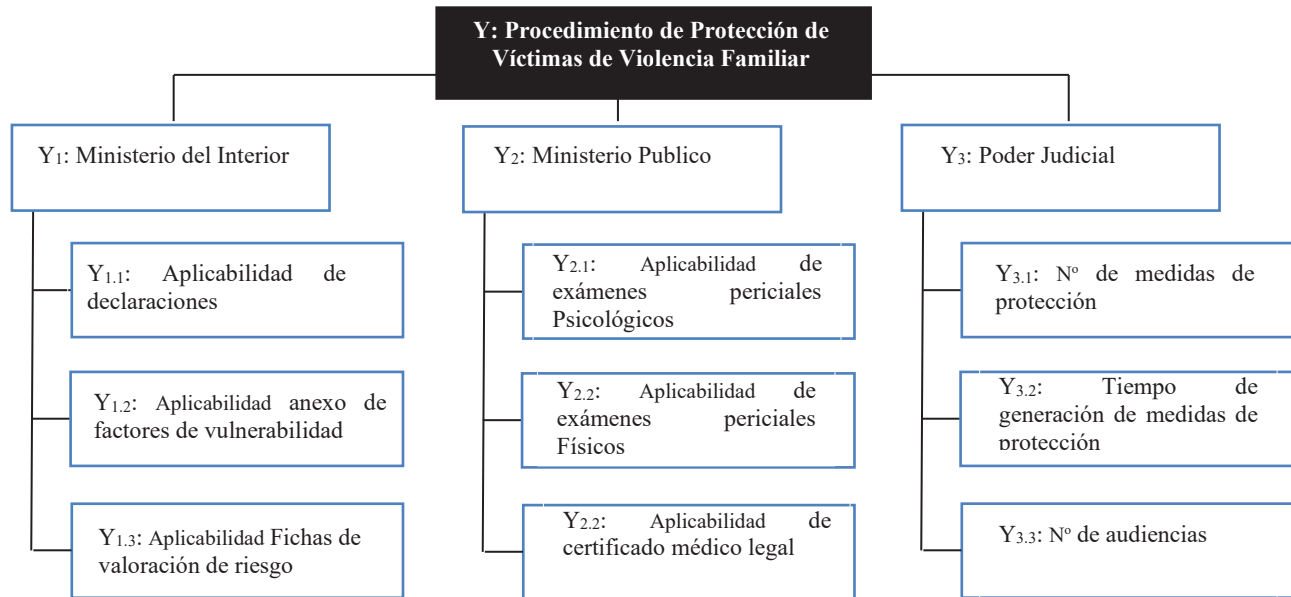 Y: Procedimiento de Protección de
Víctimas de Violencia Familiar
Y1: Ministerio del Interior
Y2: Ministerio Publico
Y3: Poder Judicial
Y1.1: Aplicabilidad de
declaraciones
Y1.2: Aplicabilidad anexo de
factores de vulnerabilidad
Y1.3: Aplicabilidad Fichas de
valoración de riesgo
Y2.1: Aplicabilidad de
exámenes periciales
Psicológicos
Y2.2: Aplicabilidad de
exámenes periciales
Físicos
Y2.2: Aplicabilidad de
certificado médico legal
Y3.1: Nº de medidas de
protección
Y3.2: Tiempo de
generación de medidas de
protección
Y3.3: Nº de audiencias